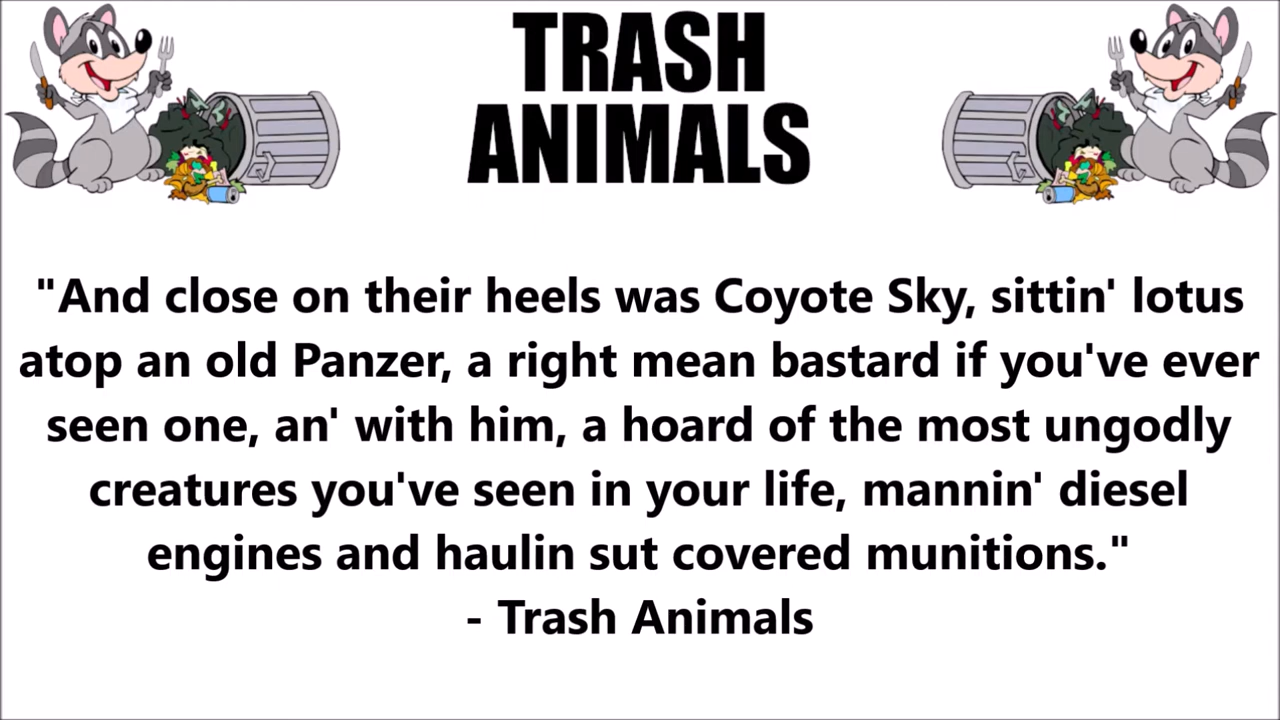 TRASH
ANIMALS
"And close on their heels was Coyote Sky, sittin' lotus
atop an old Panzer, a right mean bastard if you've ever
seen one, an' with him, a hoard of the most ungodly
creatures you've seen in your life, mannin' diesel
engines and haulin sut covered munitions."
- Trash Animals